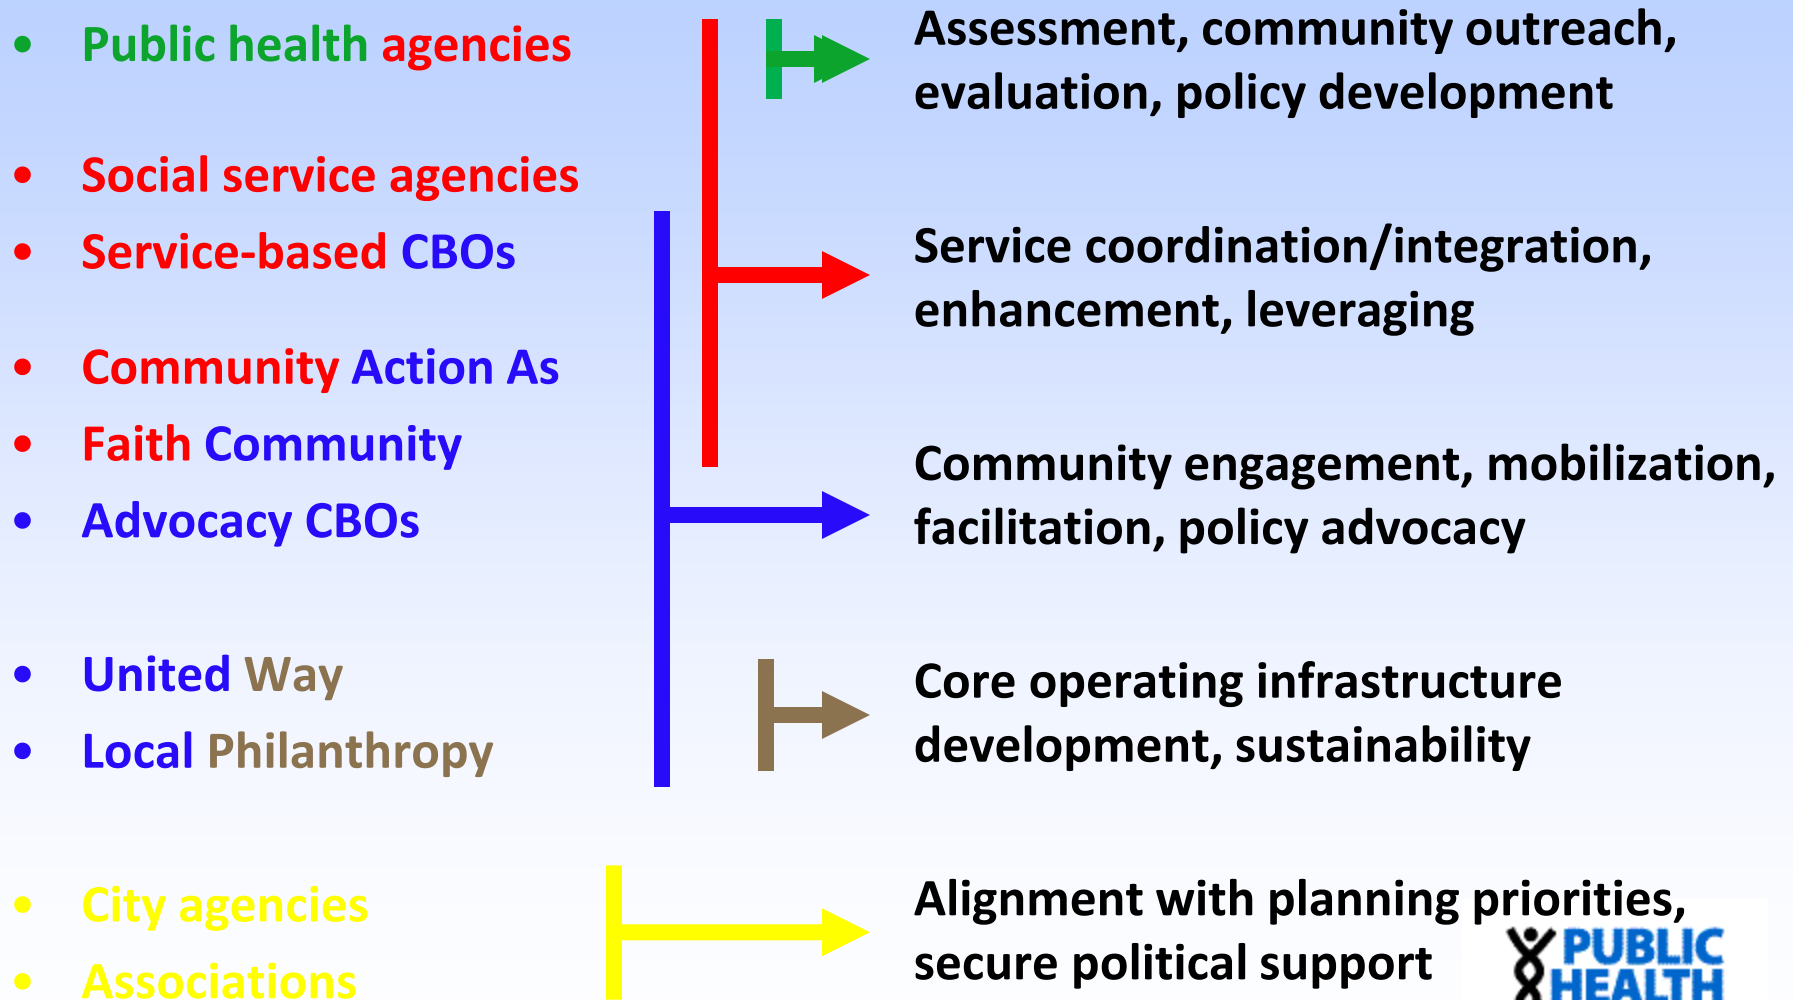 • Public health agencies
• Social service agencies
• Service-based CBOs
• Community Action As
• Faith Community
• Advocacy CBOs
• United Way
• Local Philanthropy
• City agencies
• Associations
Assessment, community outreach,
evaluation, policy development
Service coordination/integration,
enhancement, leveraging
Community engagement, mobilization,
facilitation, policy advocacy
Core operating infrastructure
development, sustainability
Alignment with planning priorities,
secure political support
PUBLIC
HEALTH